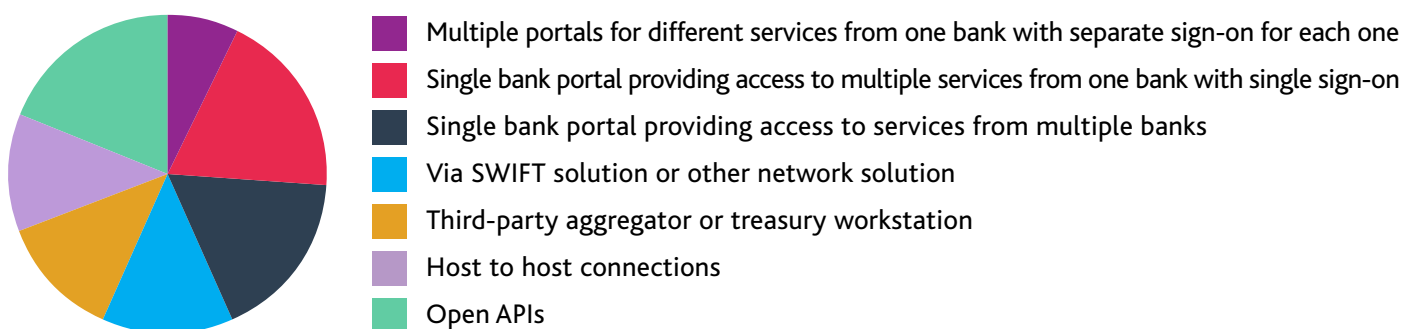 Multiple portals for different services from one bank with separate sign-on for each one
Single bank portal providing access to multiple services from one bank with single sign-on
Single bank portal providing access to services from multiple banks
Via SWIFT solution or other network solution
Third-party aggregator or treasury workstation
Host to host connections
Open APIs